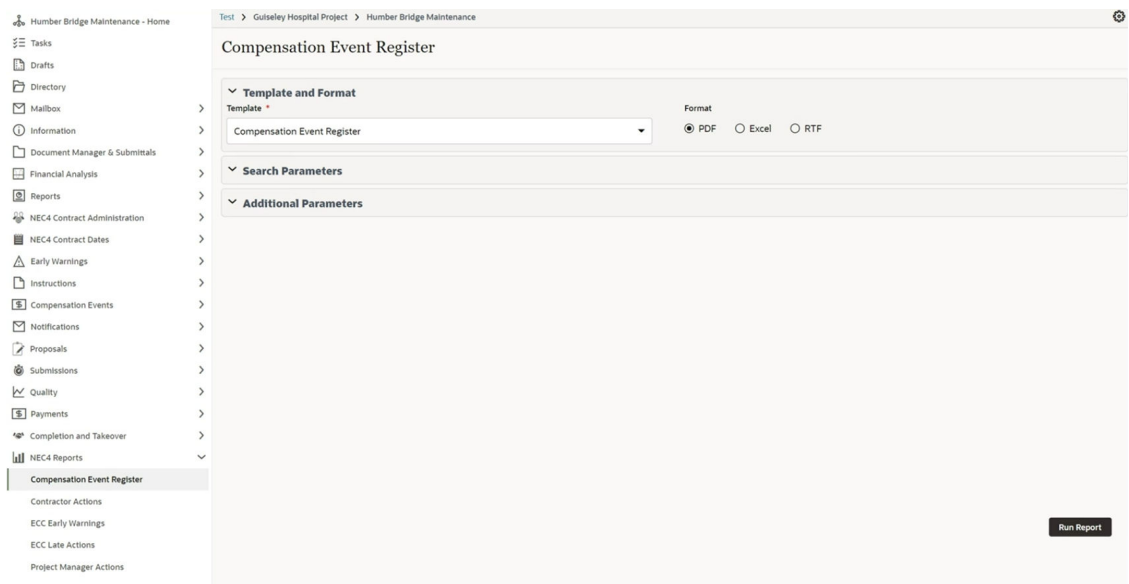 Humber Bridge Maintenance - Home
Tasks
Drafts
Directory
Mailbox
Information
Document Manager & Submittals
Financial Analysis
Reports
NEC4 Contract Administration
NEC4 Contract Dates
Early Warnings
Instructions
Compensation Events
Notifications
Proposals
Submissions
Quality
Payments
Completion and Takeover
NEC4 Reports
Compensation Event Register
Contractor Actions
ECC Early Warnings
ECC Late Actions
Project Manager Actions
Test > Guiseley Hospital Project > Humber Bridge Maintenance
Compensation Event Register
Template and Format
Template *
Compensation Event Register
Format
PDF Excel RTF
Search Parameters
Additional Parameters
Run Report